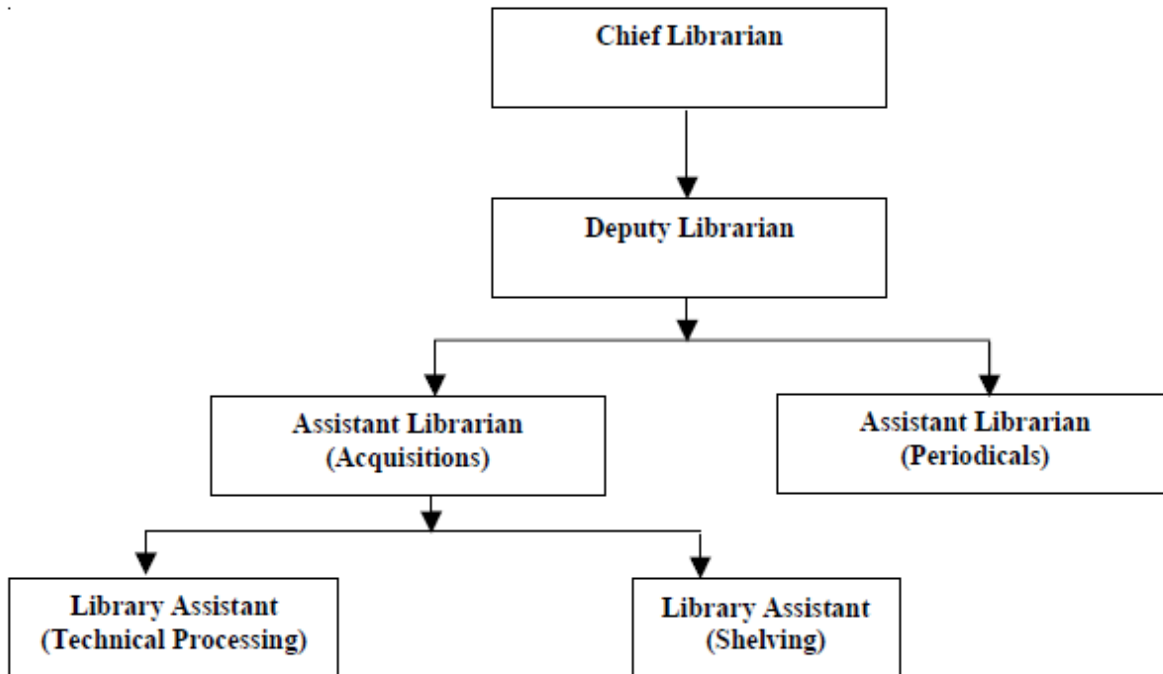 Chief Librarian
Deputy Librarian
Assistant Librarian
(Acquisitions)
Assistant Librarian
(Periodicals)
Library Assistant
(Technical Processing)
Library Assistant
(Shelving)